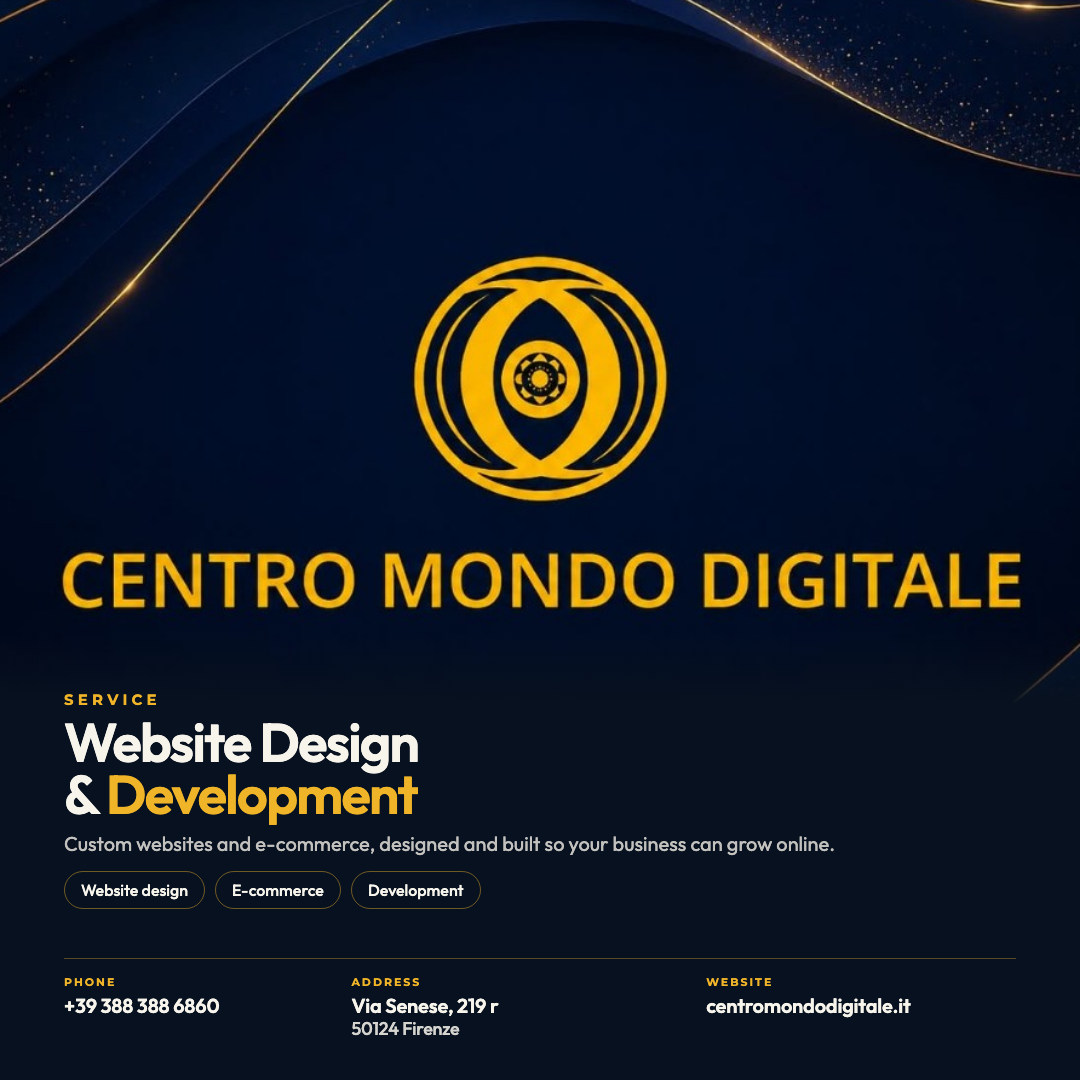 CENTRO MONDO DIGITALE
SERVICE
Website Design
& Development
Custom websites and e-commerce, designed and built so your business can grow online.
Website design
E-commerce
Development
PHONE
+39 388 388 6860
ADDRESS
Via Senese, 219 r
50124 Firenze
WEBSITE
centromondodigitale.it